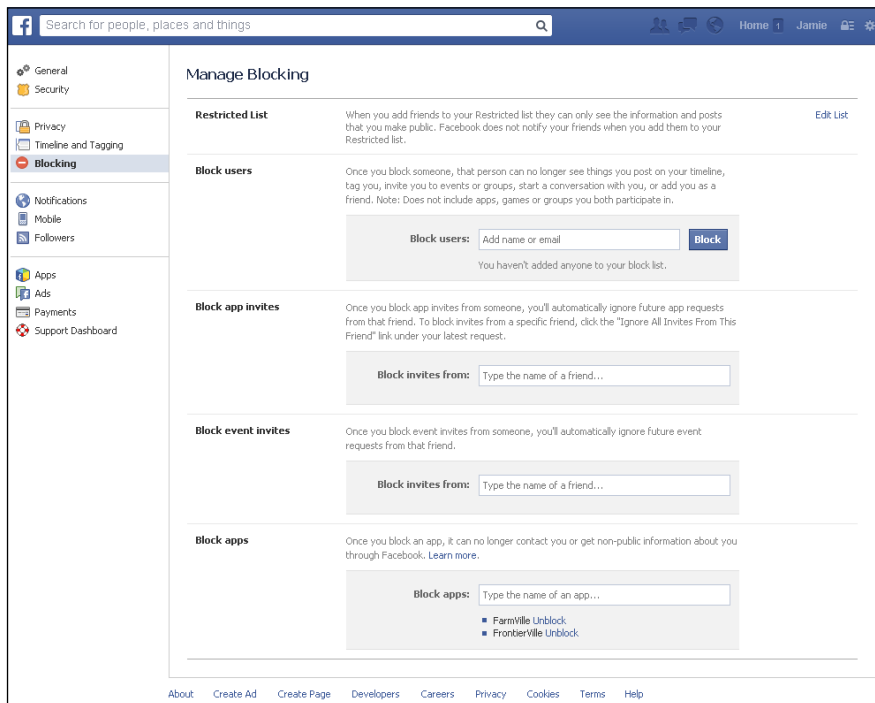 f Search for people, places and things Home 1 Jamie
General
Security
Privacy
Timeline and Tagging
Blocking
Notifications
Mobile
Followers
Apps
Ads
Payments
Support Dashboard
Manage Blocking
Restricted List
When you add friends to your Restricted list they can only see the information and posts
that you make public. Facebook does not notify your friends when you add them to your
Restricted list.
Edit List
Block users
Once you block someone, that person can no longer see things you post on your timeline,
tag you, invite you to events or groups, start a conversation with you, or add you as a
friend. Note: Does not include apps, games or groups you both participate in.
Block users: Add name or email Block
You haven't added anyone to your block list.
Block app invites
Once you block app invites from someone, you'll automatically ignore future app requests
from that friend. To block invites from a specific friend, click the "Ignore All Invites From This
Friend" link under your latest request.
Block invites from: Type the name of a friend...
Block event invites
Once you block event invites from someone, you'll automatically ignore future event
requests from that friend.
Block invites from: Type the name of a friend...
Block apps
Once you block an app, it can no longer contact you or get non-public information about you
through Facebook. Learn more.
Block apps: Type the name of an app...
FarmVille Unblock
FrontierVille Unblock
About Create Ad Create Page Developers Careers Privacy Cookies Terms Help